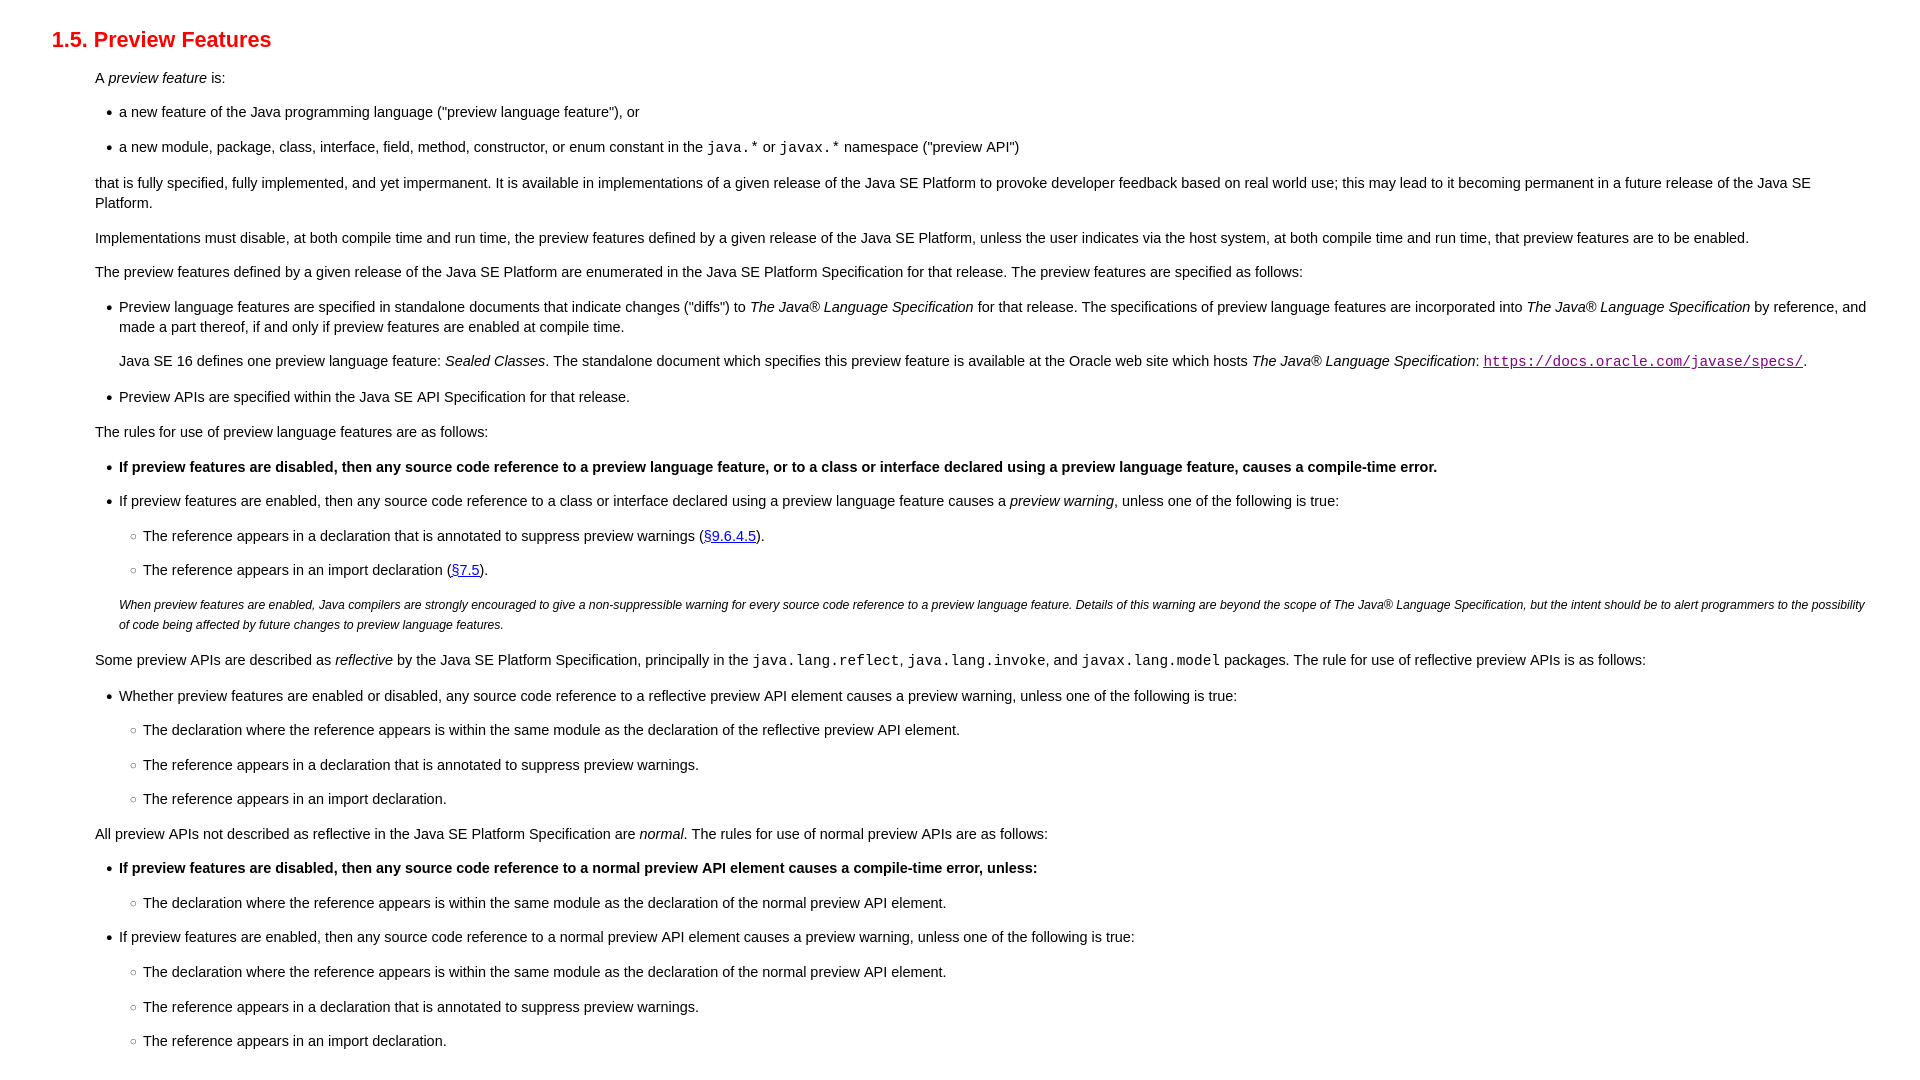 1.5. Preview Features
A preview feature is:
• a new feature of the Java programming language ("preview language feature"), or
• a new module, package, class, interface, field, method, constructor, or enum constant in the java.* or javax.* namespace ("preview API")
that is fully specified, fully implemented, and yet impermanent. It is available in implementations of a given release of the Java SE Platform to provoke developer feedback based on real world use; this may lead to it becoming permanent in a future release of the Java SE
Platform.
Implementations must disable, at both compile time and run time, the preview features defined by a given release of the Java SE Platform, unless the user indicates via the host system, at both compile time and run time, that preview features are to be enabled.
The preview features defined by a given release of the Java SE Platform are enumerated in the Java SE Platform Specification for that release. The preview features are specified as follows:
• Preview language features are specified in standalone documents that indicate changes ("diffs") to The Java® Language Specification for that release. The specifications of preview language features are incorporated into The Java® Language Specification by reference, and
made a part thereof, if and only if preview features are enabled at compile time.
Java SE 16 defines one preview language feature: Sealed Classes. The standalone document which specifies this preview feature is available at the Oracle web site which hosts The Java® Language Specification: https://docs.oracle.com/javase/specs/.
• Preview APIs are specified within the Java SE API Specification for that release.
The rules for use of preview language features are as follows:
• If preview features are disabled, then any source code reference to a preview language feature, or to a class or interface declared using a preview language feature, causes a compile-time error.
• If preview features are enabled, then any source code reference to a class or interface declared using a preview language feature causes a preview warning, unless one of the following is true:
○ The reference appears in a declaration that is annotated to suppress preview warnings (§9.6.4.5).
○ The reference appears in an import declaration (§7.5).
When preview features are enabled, Java compilers are strongly encouraged to give a non-suppressible warning for every source code reference to a preview language feature. Details of this warning are beyond the scope of The Java® Language Specification, but the intent should be to alert programmers to the possibility
of code being affected by future changes to preview language features.
Some preview APIs are described as reflective by the Java SE Platform Specification, principally in the java.lang.reflect, java.lang.invoke, and javax.lang.model packages. The rule for use of reflective preview APIs is as follows:
• Whether preview features are enabled or disabled, any source code reference to a reflective preview API element causes a preview warning, unless one of the following is true:
○ The declaration where the reference appears is within the same module as the declaration of the reflective preview API element.
○ The reference appears in a declaration that is annotated to suppress preview warnings.
○ The reference appears in an import declaration.
All preview APIs not described as reflective in the Java SE Platform Specification are normal. The rules for use of normal preview APIs are as follows:
• If preview features are disabled, then any source code reference to a normal preview API element causes a compile-time error, unless:
○ The declaration where the reference appears is within the same module as the declaration of the normal preview API element.
• If preview features are enabled, then any source code reference to a normal preview API element causes a preview warning, unless one of the following is true:
○ The declaration where the reference appears is within the same module as the declaration of the normal preview API element.
○ The reference appears in a declaration that is annotated to suppress preview warnings.
○ The reference appears in an import declaration.